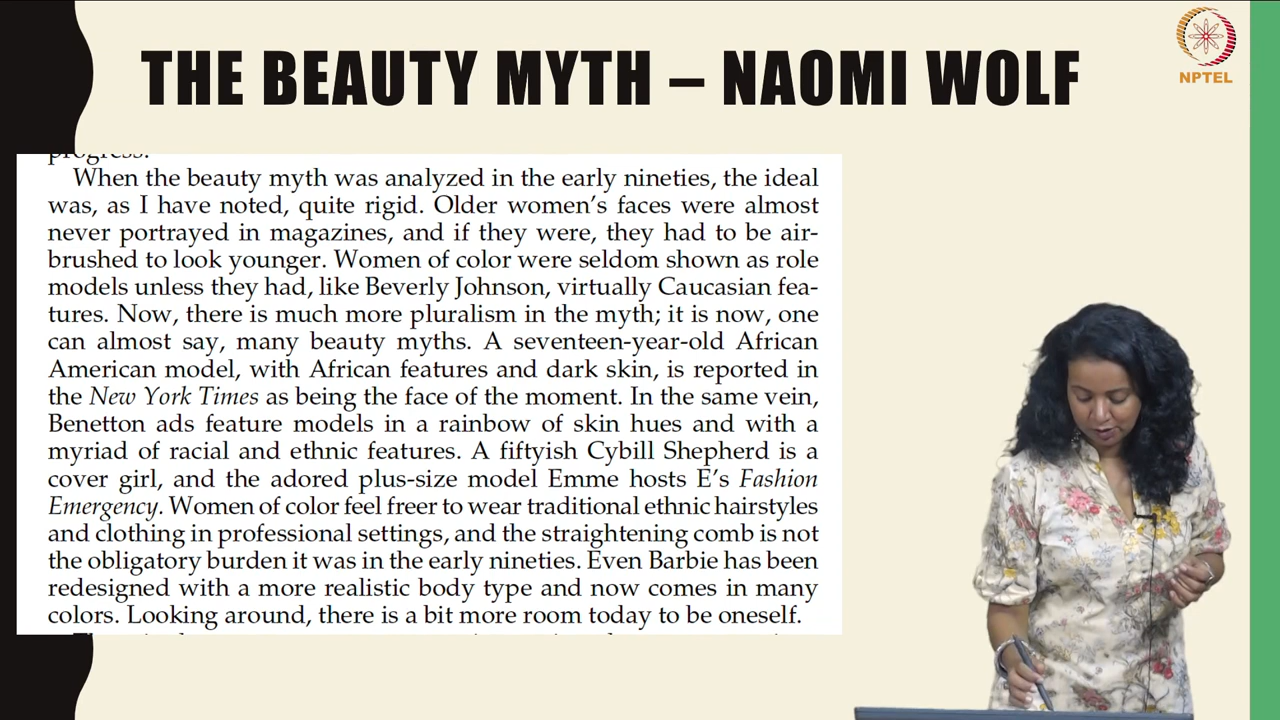 THE BEAUTY MYTH – NAOMI WOLF
NPTEL
progress.
When the beauty myth was analyzed in the early nineties, the ideal
was, as I have noted, quite rigid. Older women's faces were almost
never portrayed in magazines, and if they were, they had to be air-
brushed to look younger. Women of color were seldom shown as role
models unless they had, like Beverly Johnson, virtually Caucasian fea-
tures. Now, there is much more pluralism in the myth; it is now, one
can almost say, many beauty myths. A seventeen-year-old African
American model, with African features and dark skin, is reported in
the New York Times as being the face of the moment. In the same vein,
Benetton ads feature models in a rainbow of skin hues and with a
myriad of racial and ethnic features. A fiftyish Cybill Shepherd is a
cover girl, and the adored plus-size model Emme hosts E's Fashion
Emergency. Women of color feel freer to wear traditional ethnic hairstyles
and clothing in professional settings, and the straightening comb is not
the obligatory burden it was in the early nineties. Even Barbie has been
redesigned with a more realistic body type and now comes in many
colors. Looking around, there is a bit more room today to be oneself.